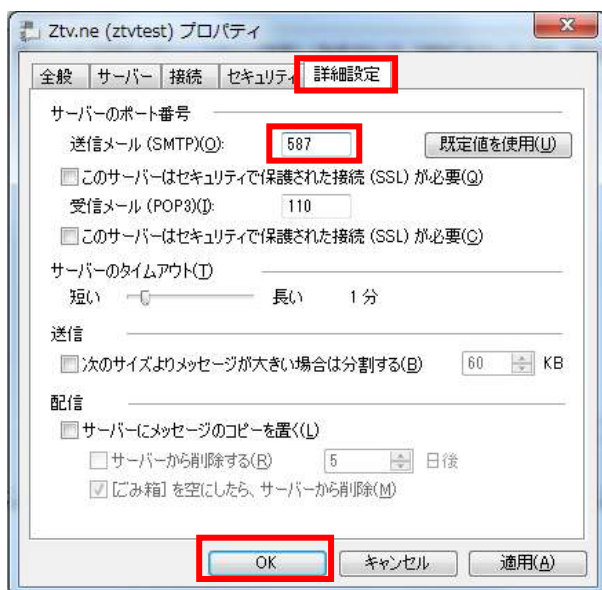 Ztv.ne (ztvtest) プロパティ
全般 サーバー 接続 セキュリティ 詳細設定
サーバーのポート番号
送信メール (SMTP)(O): 587 既定値を使用(U)
このサーバーはセキュリティで保護された接続 (SSL) が必要(Q)
受信メール (POP3)(I): 110
このサーバーはセキュリティで保護された接続 (SSL) が必要(C)
サーバーのタイムアウト(T)
短い 長い 1 分
送信
次のサイズよりメッセージが大きい場合は分割する(B) 60 KB
配信
サーバーにメッセージのコピーを置く(L)
サーバーから削除する(R) 5 日後
[ごみ箱] を空にしたら、サーバーから削除(M)
OK キャンセル 適用(A)